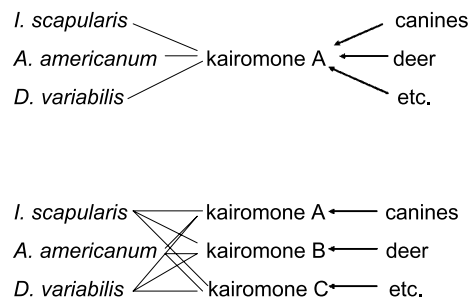 I. scapularis canines
A. americanum kairomone A deer
D. variabilis etc.
I. scapularis kairomone A canines
A. americanum kairomone B deer
D. variabilis kairomone C etc.